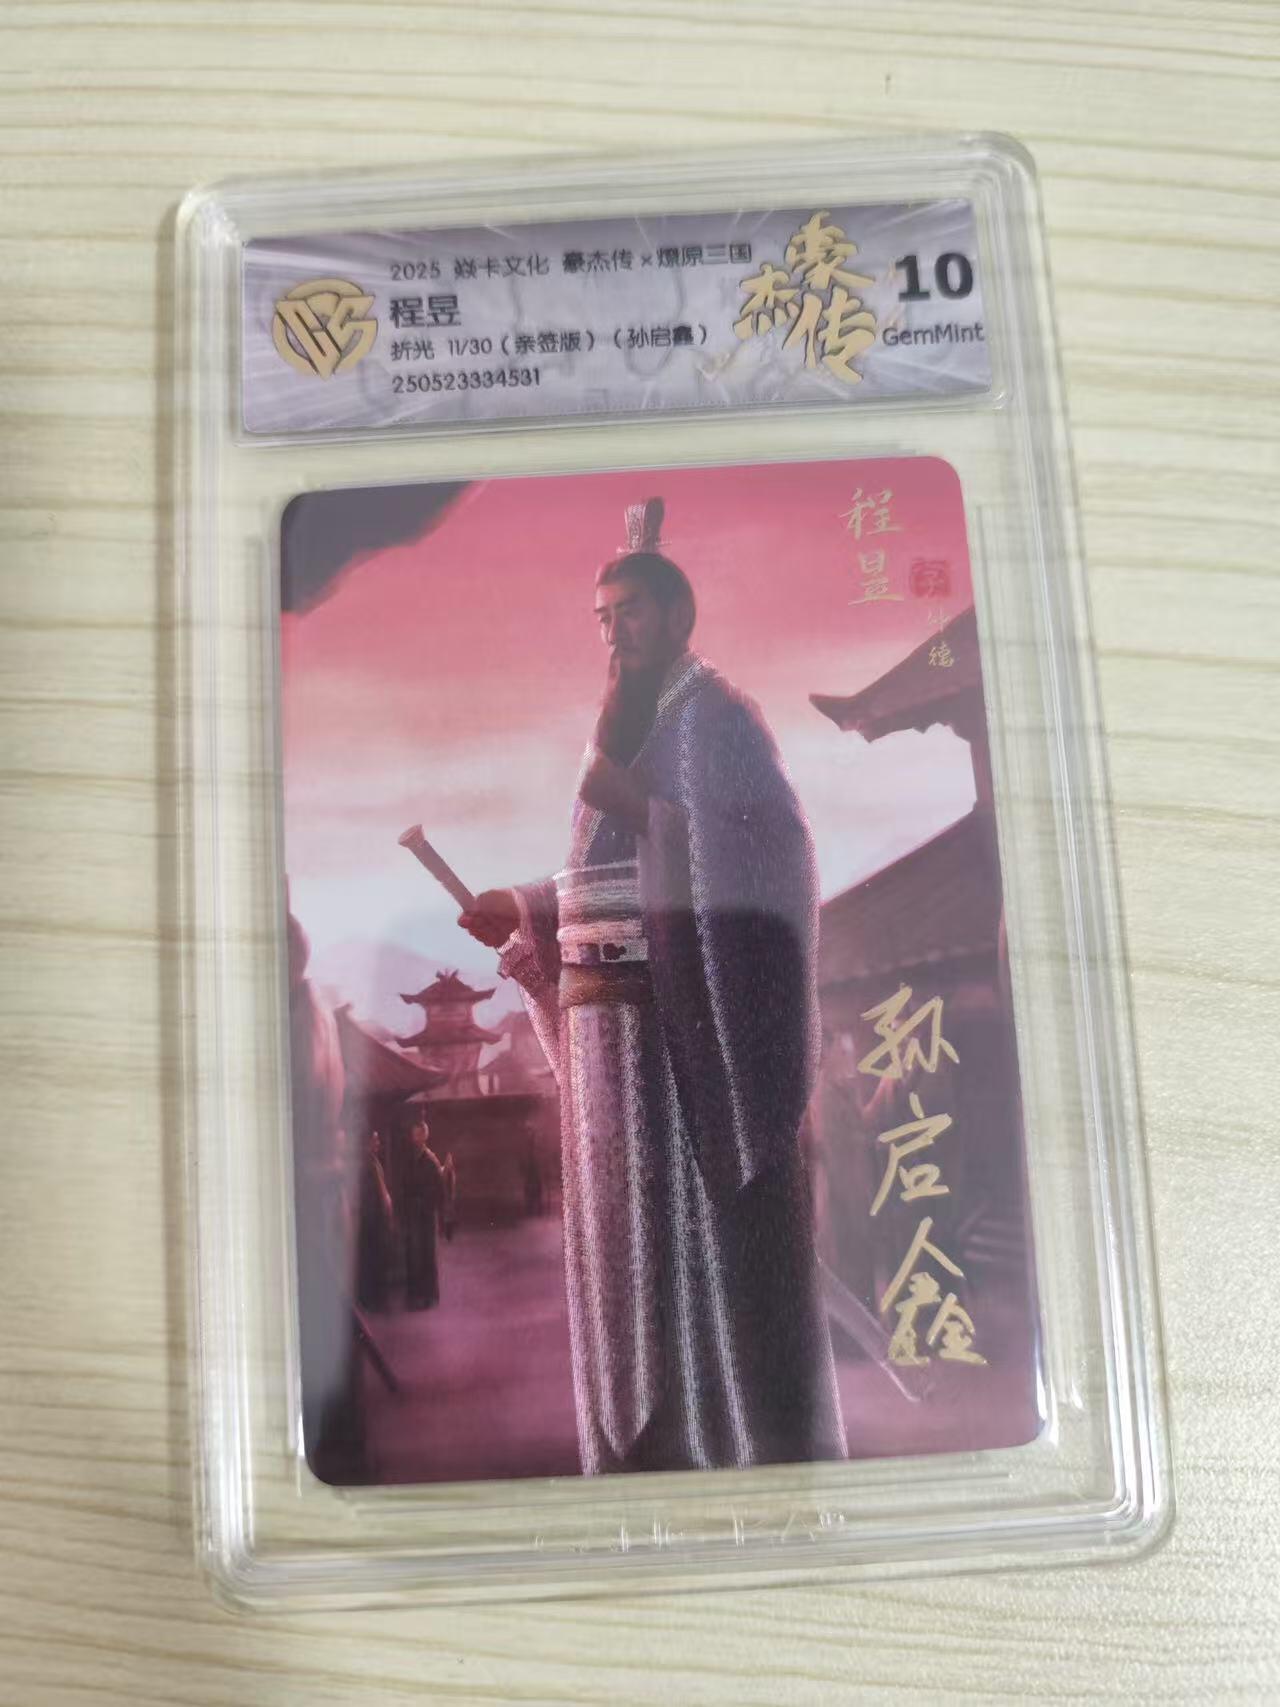 2025 焱卡文化 豪杰传×燎原三国
程昱
折光 11/30（亲签版）（孙启鑫）
250523334531
豪杰传
10
GemMint
程昱
字
仲德
孙启鑫